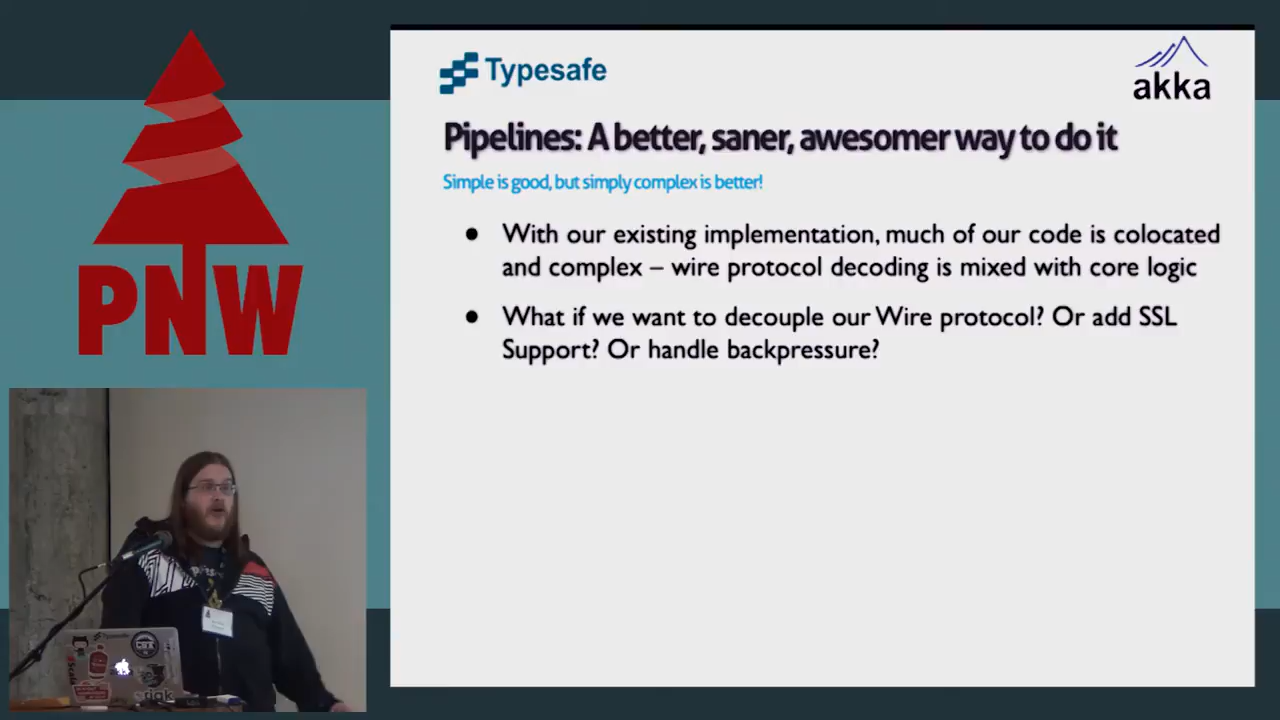 Typesafe
akka
Pipelines: A better, saner, awesomer way to do it
Simple is good, but simply complex is better!
• With our existing implementation, much of our code is colocated
and complex – wire protocol decoding is mixed with core logic
• What if we want to decouple our Wire protocol? Or add SSL
Support? Or handle backpressure?
PNW
Typesafe